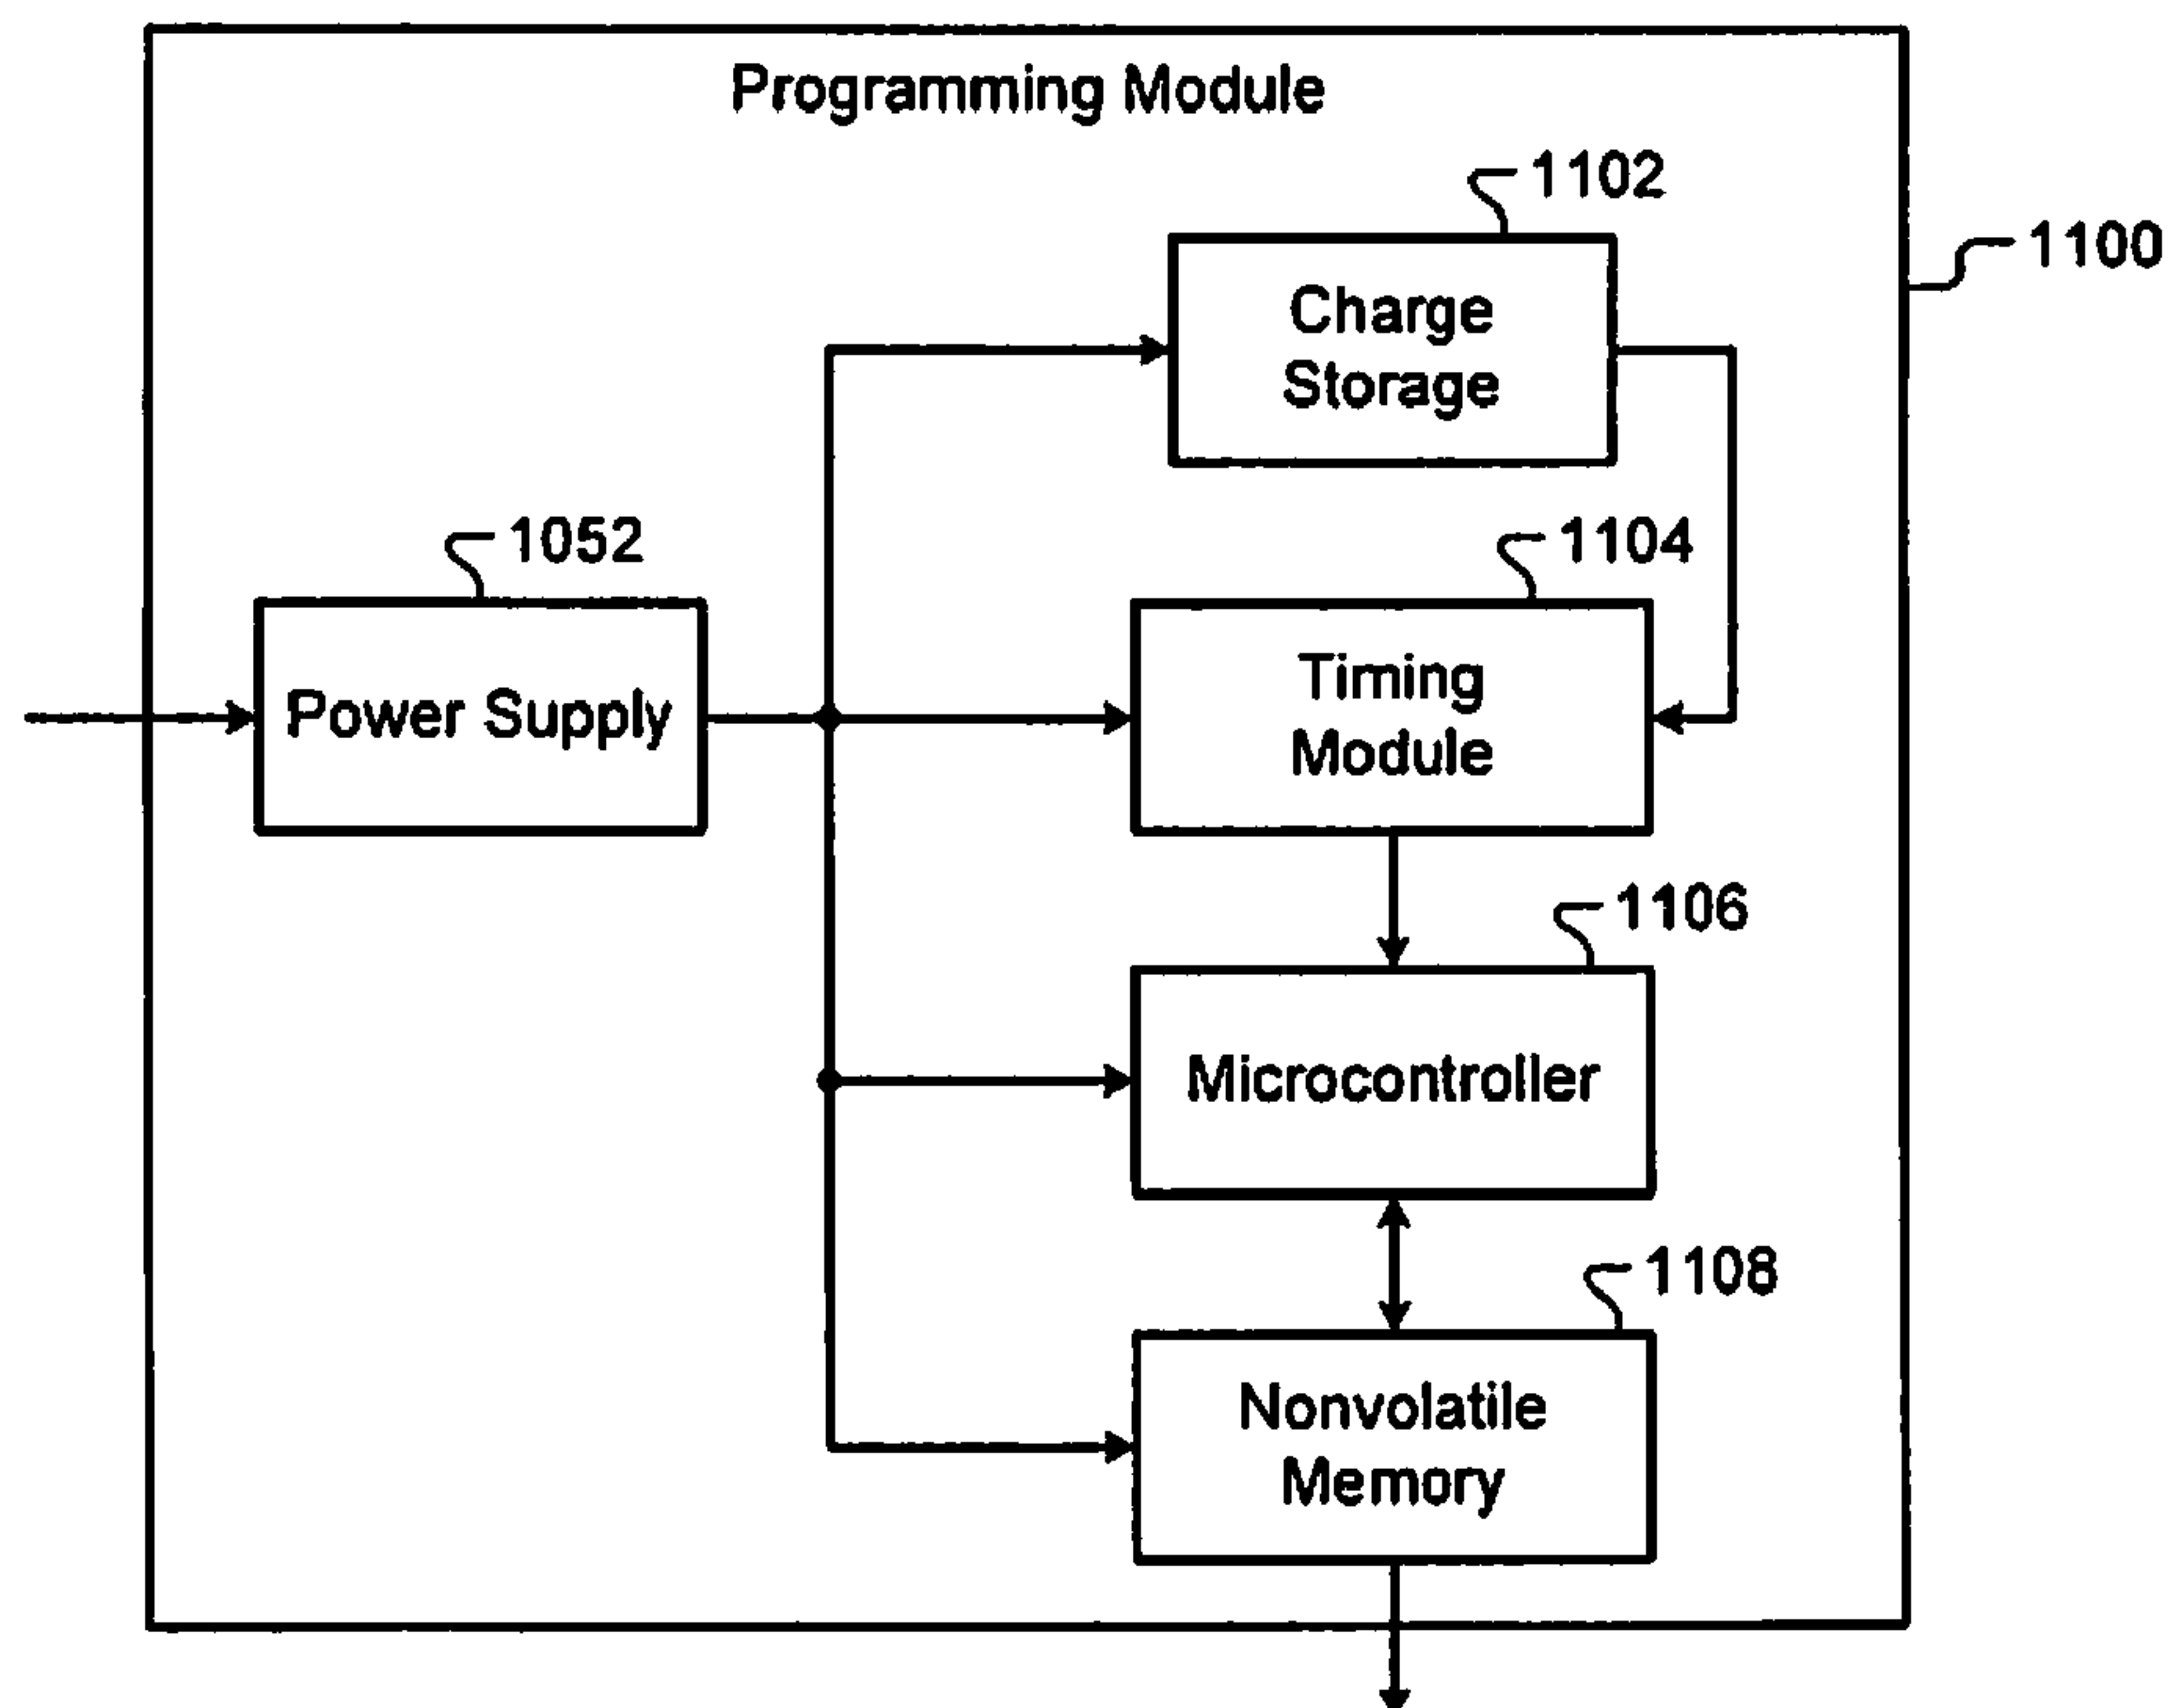 Programming Module
1102
1100
Charge
Storage
1052
1104
Power Supply
Timing
Module
1106
Microcontroller
1108
Nonvolatile
Memory